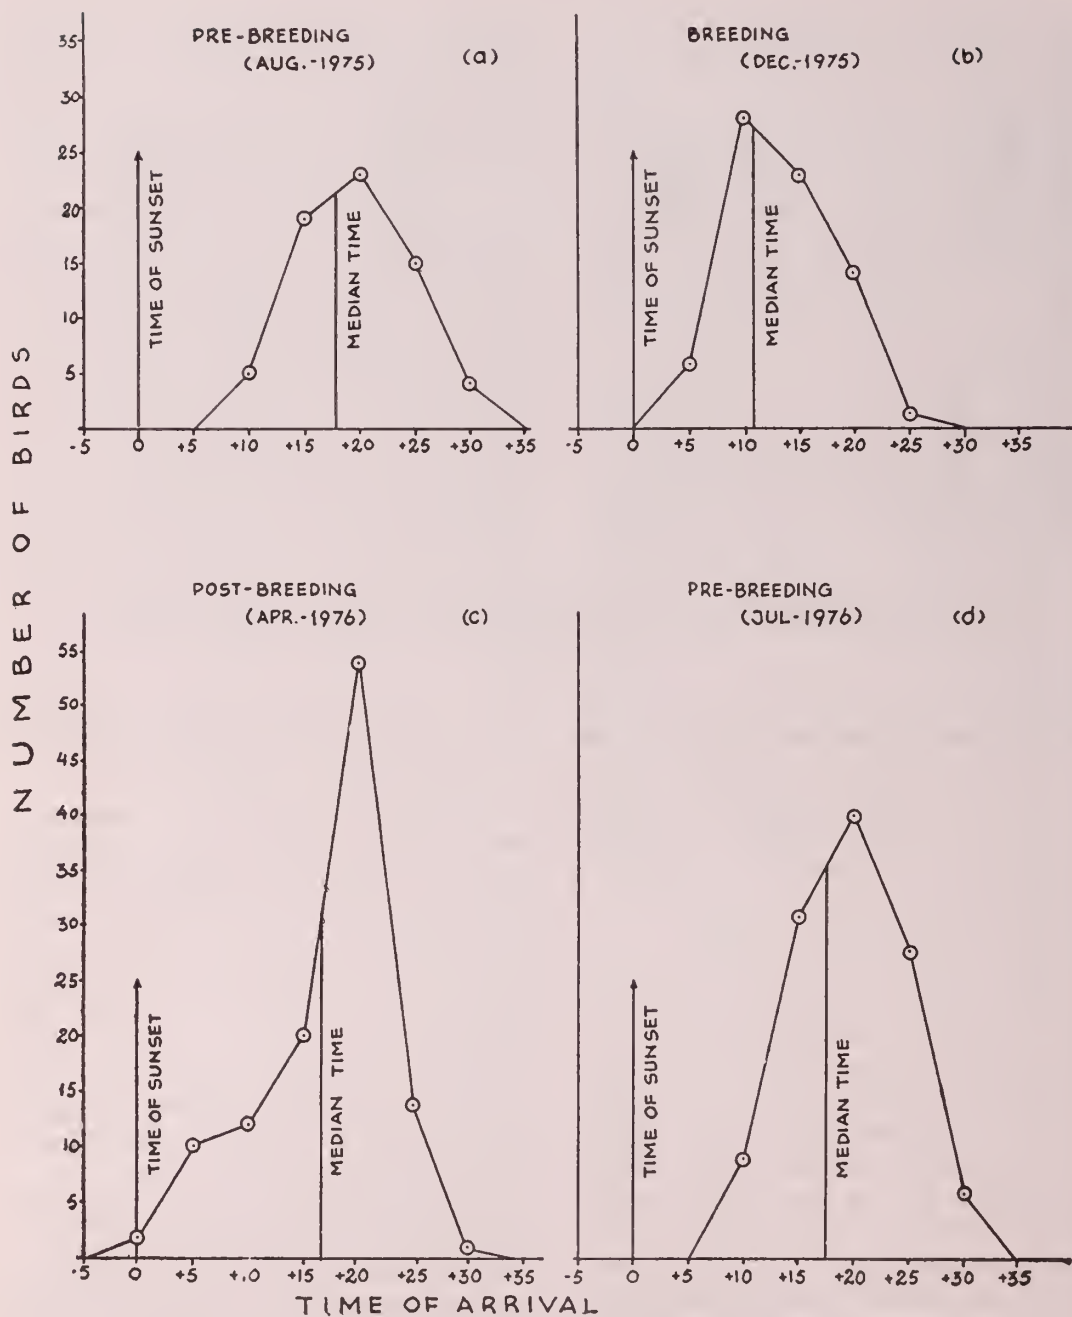 PRE-BREEDING
(AUG.-1975)
(a)
35
30
25
20
15
10
5
TIME OF SUNSET
MEDIAN TIME
-5 0 +5 +10 +15 +20 +25 +30 +35
BREEDING
(DEC.-1975)
(b)
TIME OF SUNSET
MEDIAN TIME
-5 0 +5 +10 +15 +20 +25 +30 +35
NUMBER OF BIRDS
POST-BREEDING
(APR.-1976)
(c)
55
50
45
40
35
30
25
20
15
10
5
TIME OF SUNSET
MEDIAN TIME
-5 0 +5 +10 +15 +20 +25 +30 +35
PRE-BREEDING
(JUL-1976)
(d)
TIME OF SUNSET
MEDIAN TIME
-5 0 +5 +10 +15 +20 +25 +30 +35
TIME OF ARRIVAL